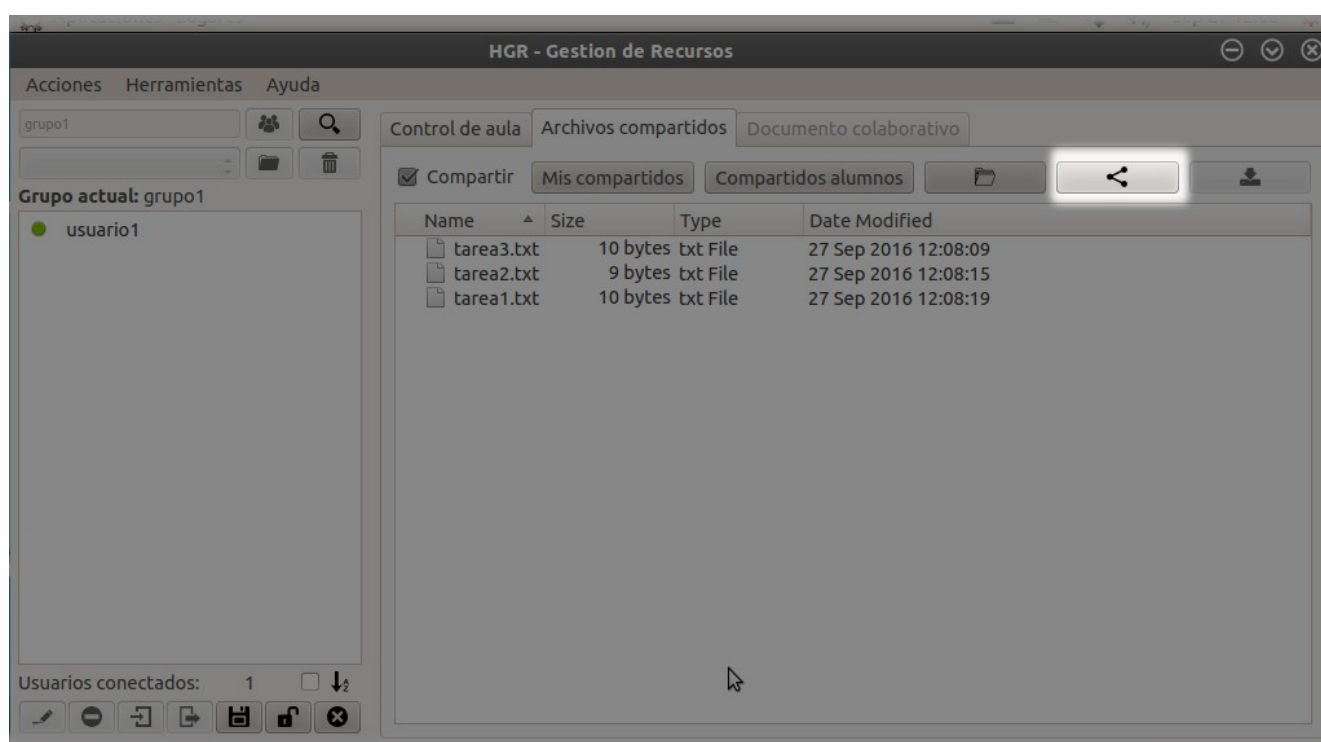 HGR - Gestion de Recursos
Acciones Herramientas Ayuda
grupo1
Control de aula Archivos compartidos Documento colaborativo
Compartir Mis compartidos Compartidos alumnos
Grupo actual: grupo1
usuario1
Name Size Type Date Modified
tarea3.txt 10 bytes txt File 27 Sep 2016 12:08:09
tarea2.txt 9 bytes txt File 27 Sep 2016 12:08:15
tarea1.txt 10 bytes txt File 27 Sep 2016 12:08:19
Usuarios conectados: 1